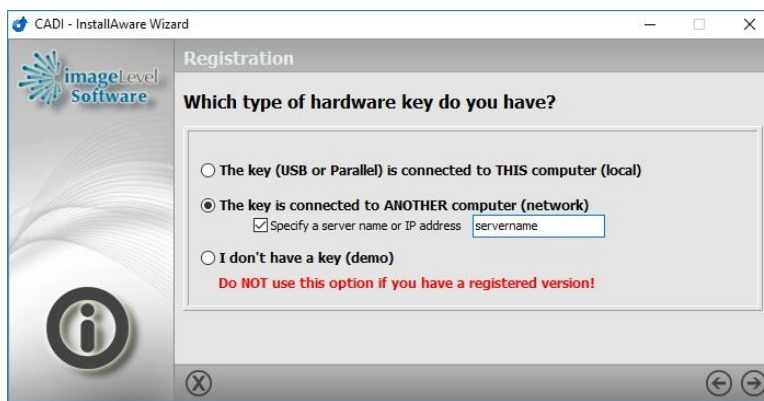 CADI - InstallAware Wizard
imageLevel
Software
Registration
Which type of hardware key do you have?
The key (USB or Parallel) is connected to THIS computer (local)
The key is connected to ANOTHER computer (network)
Specify a server name or IP address servername
I don't have a key (demo)
Do NOT use this option if you have a registered version!